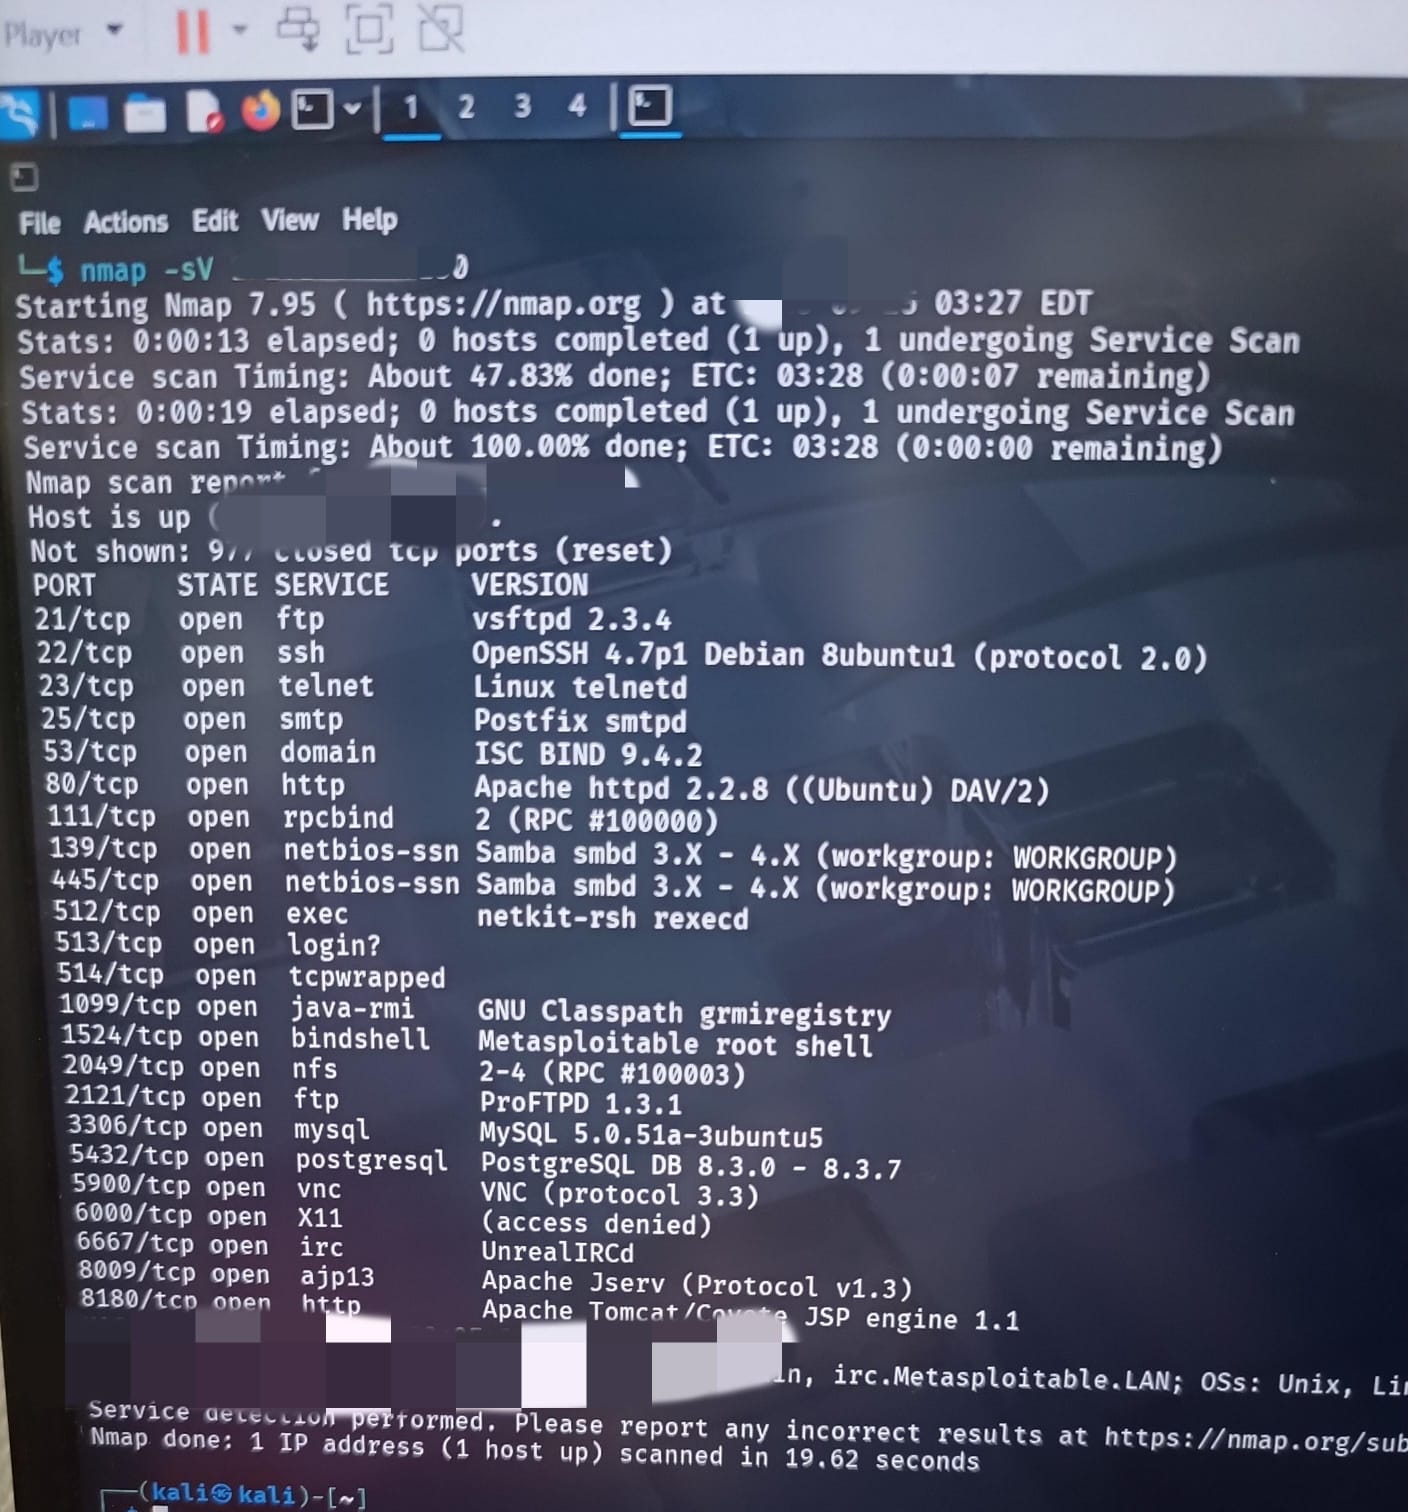 Player
1 2 3 4
File Actions Edit View Help
└─$ nmap -sV 0
Starting Nmap 7.95 ( https://nmap.org ) at 03:27 EDT
Stats: 0:00:13 elapsed; 0 hosts completed (1 up), 1 undergoing Service Scan
Service scan Timing: About 47.83% done; ETC: 03:28 (0:00:07 remaining)
Stats: 0:00:19 elapsed; 0 hosts completed (1 up), 1 undergoing Service Scan
Service scan Timing: About 100.00% done; ETC: 03:28 (0:00:00 remaining)
Nmap scan report
Host is up ( .
Not shown: 977 closed tcp ports (reset)
PORT STATE SERVICE VERSION
21/tcp open ftp vsftpd 2.3.4
22/tcp open ssh OpenSSH 4.7p1 Debian 8ubuntu1 (protocol 2.0)
23/tcp open telnet Linux telnetd
25/tcp open smtp Postfix smtpd
53/tcp open domain ISC BIND 9.4.2
80/tcp open http Apache httpd 2.2.8 ((Ubuntu) DAV/2)
111/tcp open rpcbind 2 (RPC #100000)
139/tcp open netbios-ssn Samba smbd 3.X - 4.X (workgroup: WORKGROUP)
445/tcp open netbios-ssn Samba smbd 3.X - 4.X (workgroup: WORKGROUP)
512/tcp open exec netkit-rsh rexecd
513/tcp open login?
514/tcp open tcpwrapped
1099/tcp open java-rmi GNU Classpath grmiregistry
1524/tcp open bindshell Metasploitable root shell
2049/tcp open nfs 2-4 (RPC #100003)
2121/tcp open ftp ProFTPD 1.3.1
3306/tcp open mysql MySQL 5.0.51a-3ubuntu5
5432/tcp open postgresql PostgreSQL DB 8.3.0 - 8.3.7
5900/tcp open vnc VNC (protocol 3.3)
6000/tcp open X11 (access denied)
6667/tcp open irc UnrealIRCd
8009/tcp open ajp13 Apache Jserv (Protocol v1.3)
8180/tcp open http Apache Tomcat/Coyote JSP engine 1.1
in, irc.Metasploitable.LAN; OSs: Unix, Lin
Service detection performed. Please report any incorrect results at https://nmap.org/sub
Nmap done: 1 IP address (1 host up) scanned in 19.62 seconds
┌──(kali㉿kali)-[~]